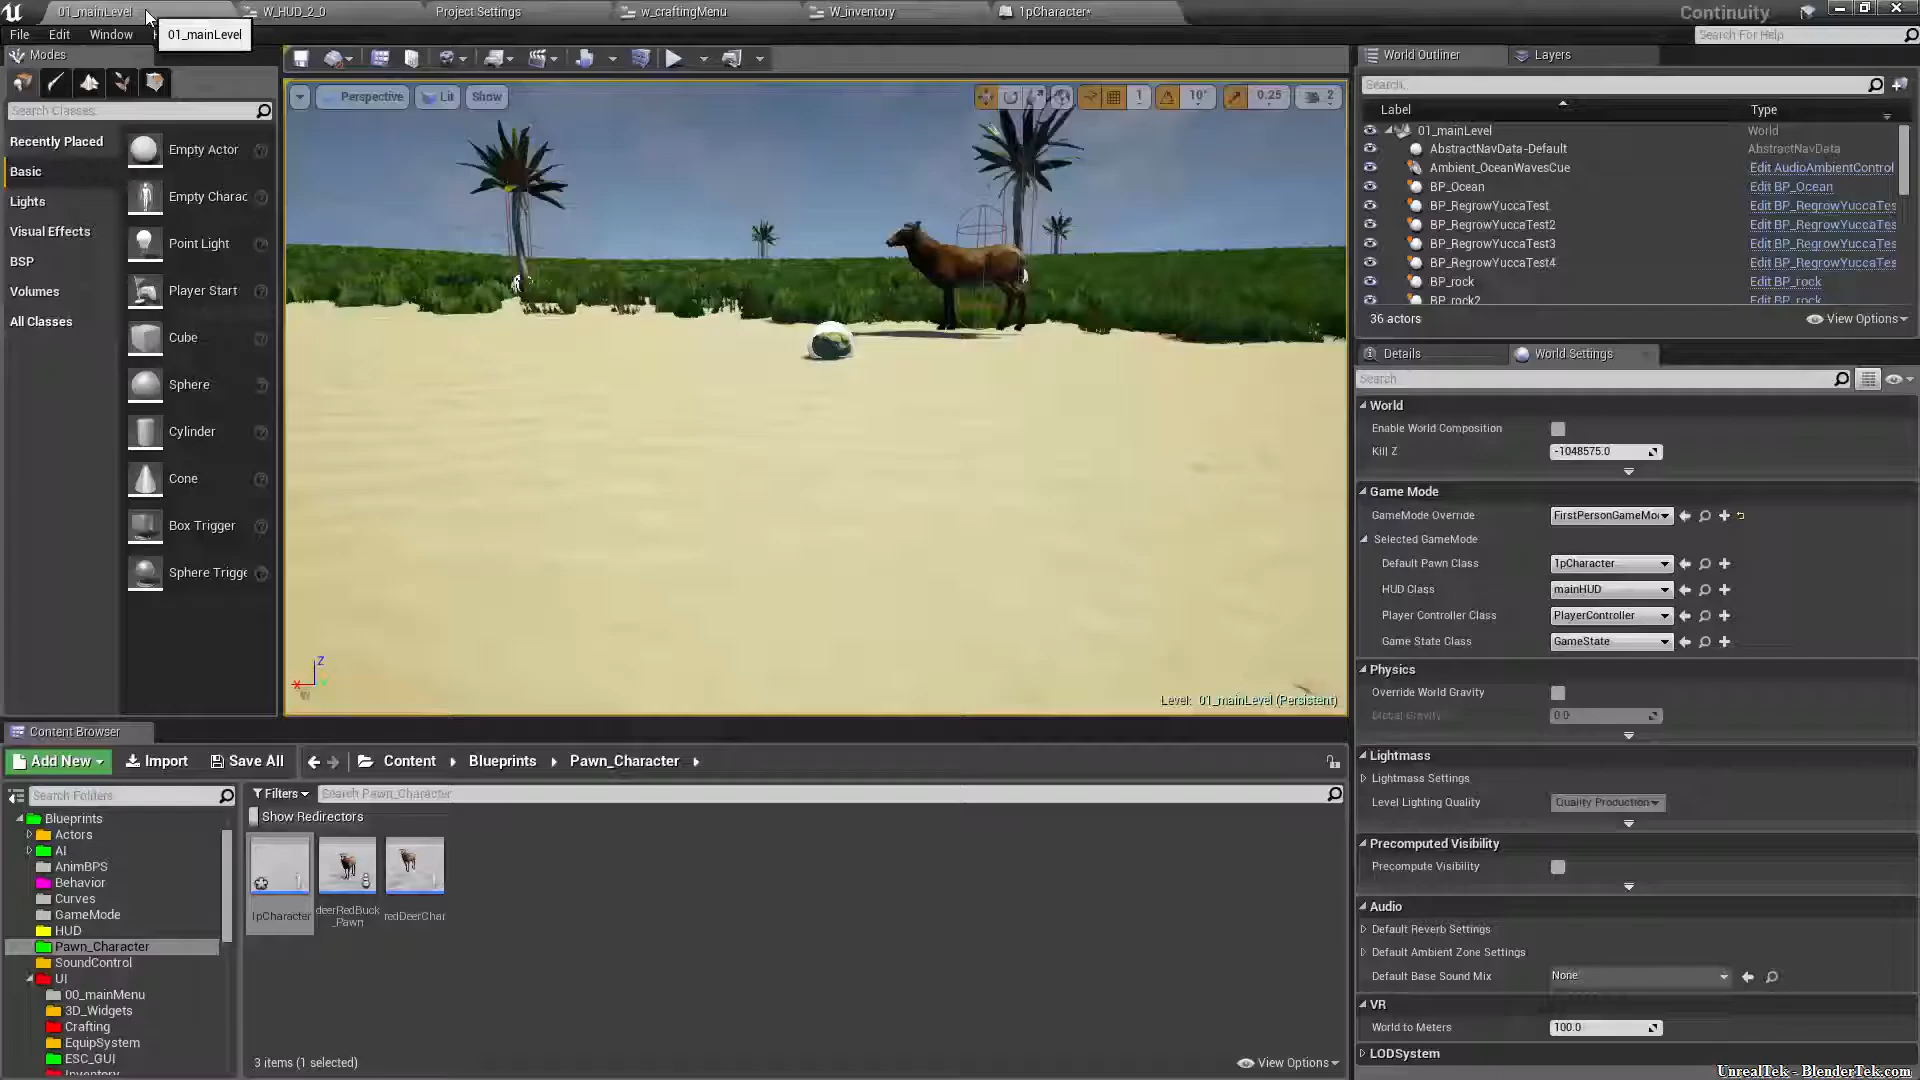 01_mainLevel
W_HUD_2_0
Project Settings
w_craftingMenu
W_inventory
1pCharacter*
Continuity
File
Edit
Window
01_mainLevel
Search For Help
Modes
Search Classes
Recently Placed
Basic
Lights
Visual Effects
BSP
Volumes
All Classes
Empty Actor
Empty Charac
Point Light
Player Start
Cube
Sphere
Cylinder
Cone
Box Trigger
Sphere Trigge
Perspective
Lit
Show
1
10°
0.25
2
Z
X
Level: 01_mainLevel (Persistent)
World Outliner
Layers
Search...
Label
Type
01_mainLevel
World
AbstractNavData-Default
AbstractNavData
Ambient_OceanWavesCue
Edit AudioAmbientControl
BP_Ocean
Edit BP_Ocean
BP_RegrowYuccaTest
Edit BP_RegrowYuccaTes
BP_RegrowYuccaTest2
Edit BP_RegrowYuccaTes
BP_RegrowYuccaTest3
Edit BP_RegrowYuccaTes
BP_RegrowYuccaTest4
Edit BP_RegrowYuccaTes
BP_rock
Edit BP_rock
BP_rock2
Edit BP_rock
36 actors
View Options
Details
World Settings
Search
World
Enable World Composition
Kill Z
-1048575.0
Game Mode
GameMode Override
FirstPersonGameMo
Selected GameMode
Default Pawn Class
1pCharacter
HUD Class
mainHUD
Player Controller Class
PlayerController
Game State Class
GameState
Physics
Override World Gravity
Global Gravity
0.0
Lightmass
Lightmass Settings
Level Lighting Quality
Quality Production
Precomputed Visibility
Precompute Visibility
Audio
Default Reverb Settings
Default Ambient Zone Settings
Default Base Sound Mix
None
VR
World to Meters
100.0
LODSystem
Content Browser
Add New
Import
Save All
Content
Blueprints
Pawn_Character
Search Folders
Filters
Search Pawn_Character
Show Redirectors
Blueprints
Actors
AI
AnimBPS
Behavior
Curves
GameMode
HUD
Pawn_Character
SoundControl
UI
00_mainMenu
3D_Widgets
Crafting
EquipSystem
ESC_GUI
Inventory
1pCharacter
deerRedBuck
_Pawn
redDeerChar
3 items (1 selected)
View Options
UnrealTek - BlenderTek.com